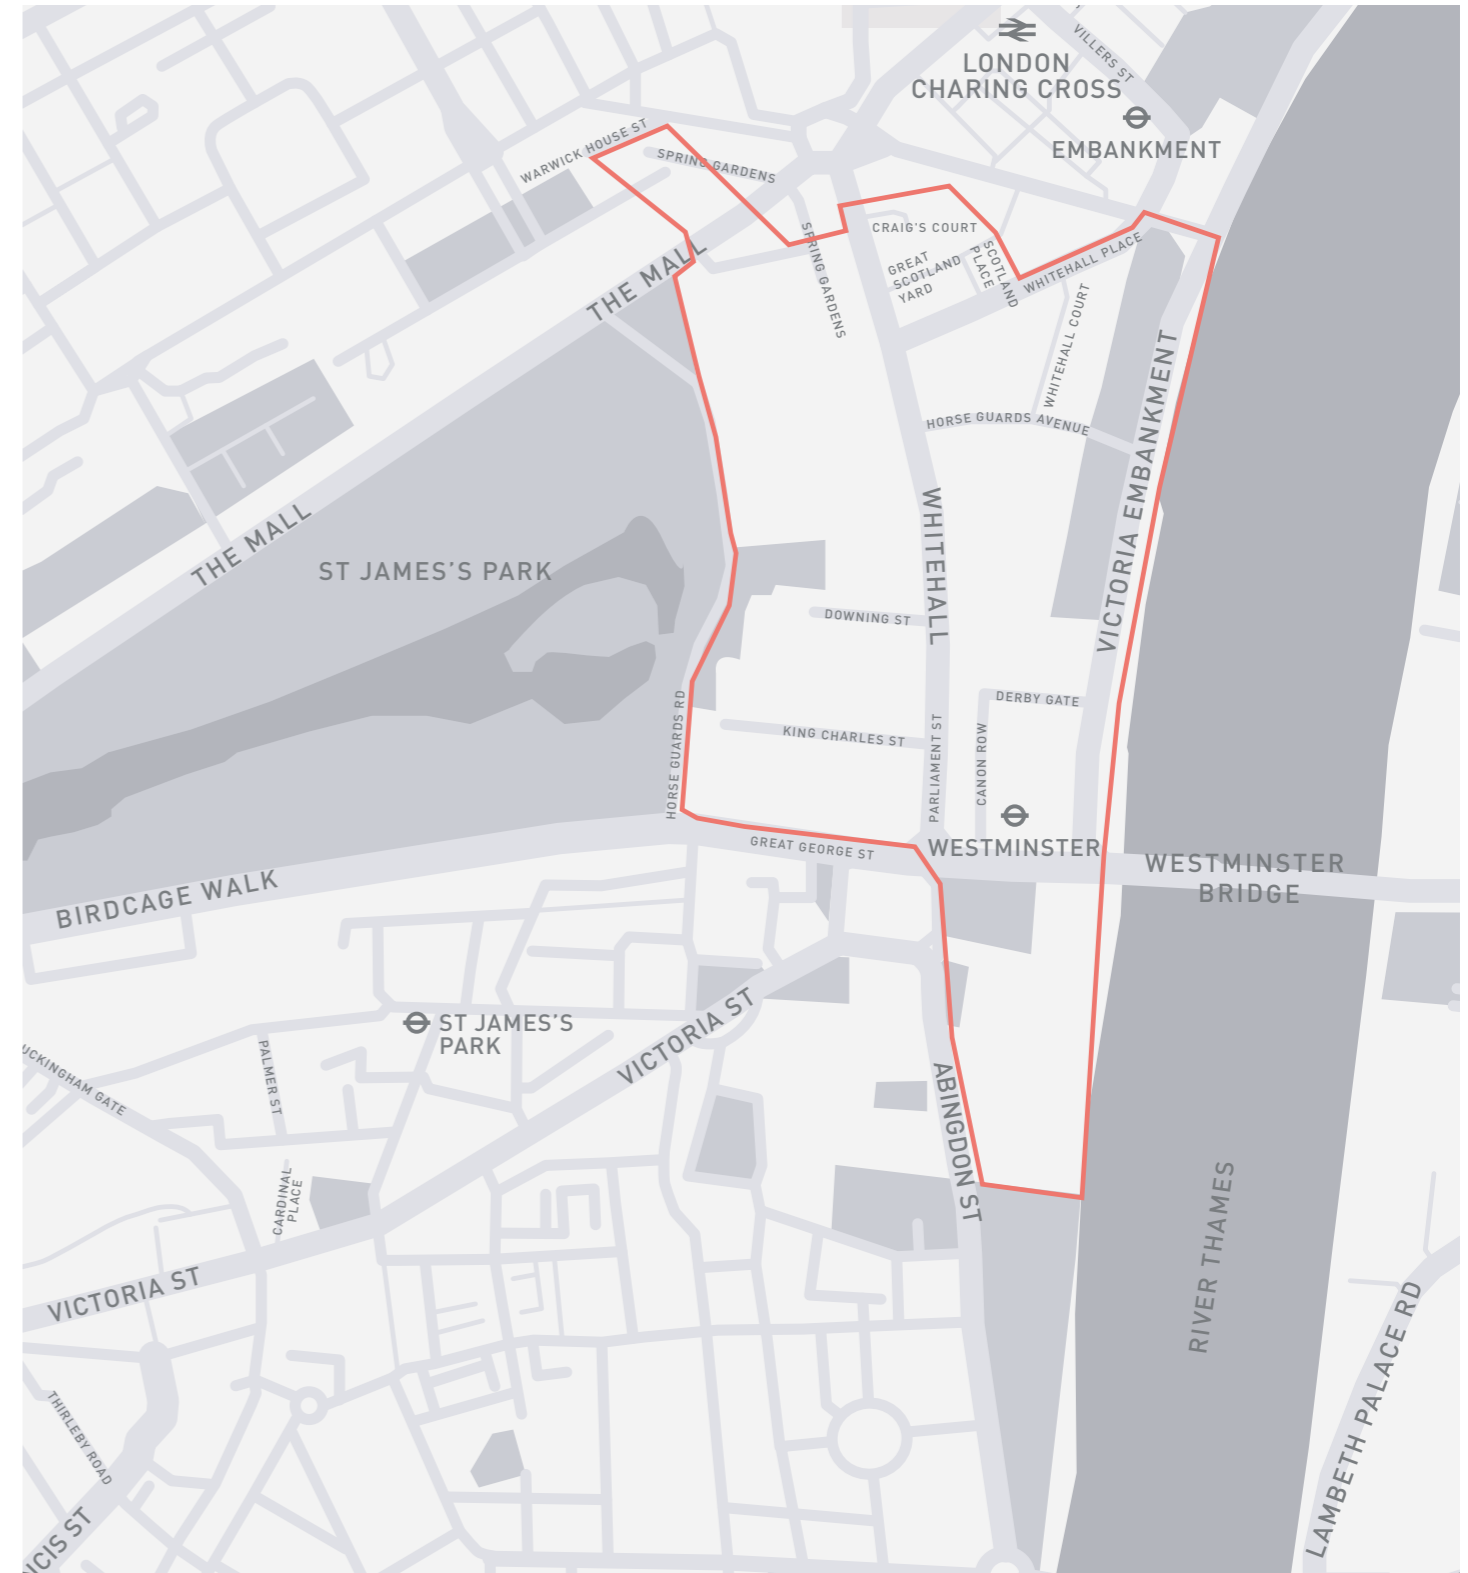 VILLERS ST
LONDON
CHARING CROSS
EMBANKMENT
WARWICK HOUSE ST
SPRING GARDENS
CRAIG'S COURT
SPRING GARDENS
GREAT
SCOTLAND
YARD
SCOTLAND
PLACE
WHITEHALL PLACE
THE MALL
WHITEHALL COURT
HORSE GUARDS AVENUE
VICTORIA EMBANKMENT
WHITEHALL
THE MALL
ST JAMES'S PARK
DOWNING ST
DERBY GATE
HORSE GUARDS RD
KING CHARLES ST
PARLIAMENT ST
CANON ROW
WESTMINSTER
GREAT GEORGE ST
WESTMINSTER
BRIDGE
BIRDCAGE WALK
ST JAMES'S
PARK
VICTORIA ST
UCKINGHAM GATE
PALMER ST
ABINGDON ST
CARDINAL
PLACE
RIVER THAMES
VICTORIA ST
LAMBETH PALACE RD
THIRLEBY ROAD
NCIS ST